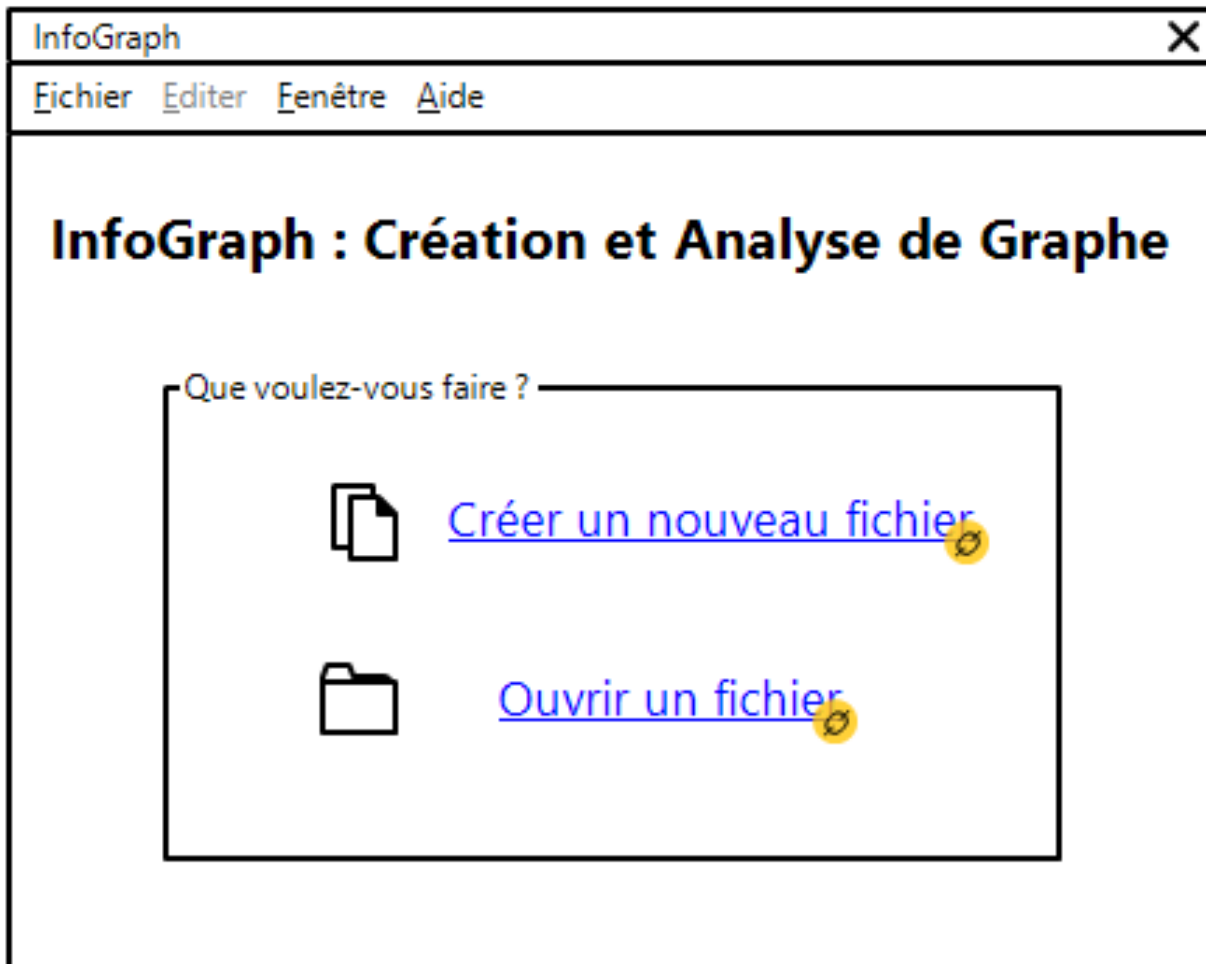 InfoGraph
Fichier Editer Fenêtre Aide
InfoGraph : Création et Analyse de Graphe
Que voulez-vous faire ?
Créer un nouveau fichier
Ouvrir un fichier